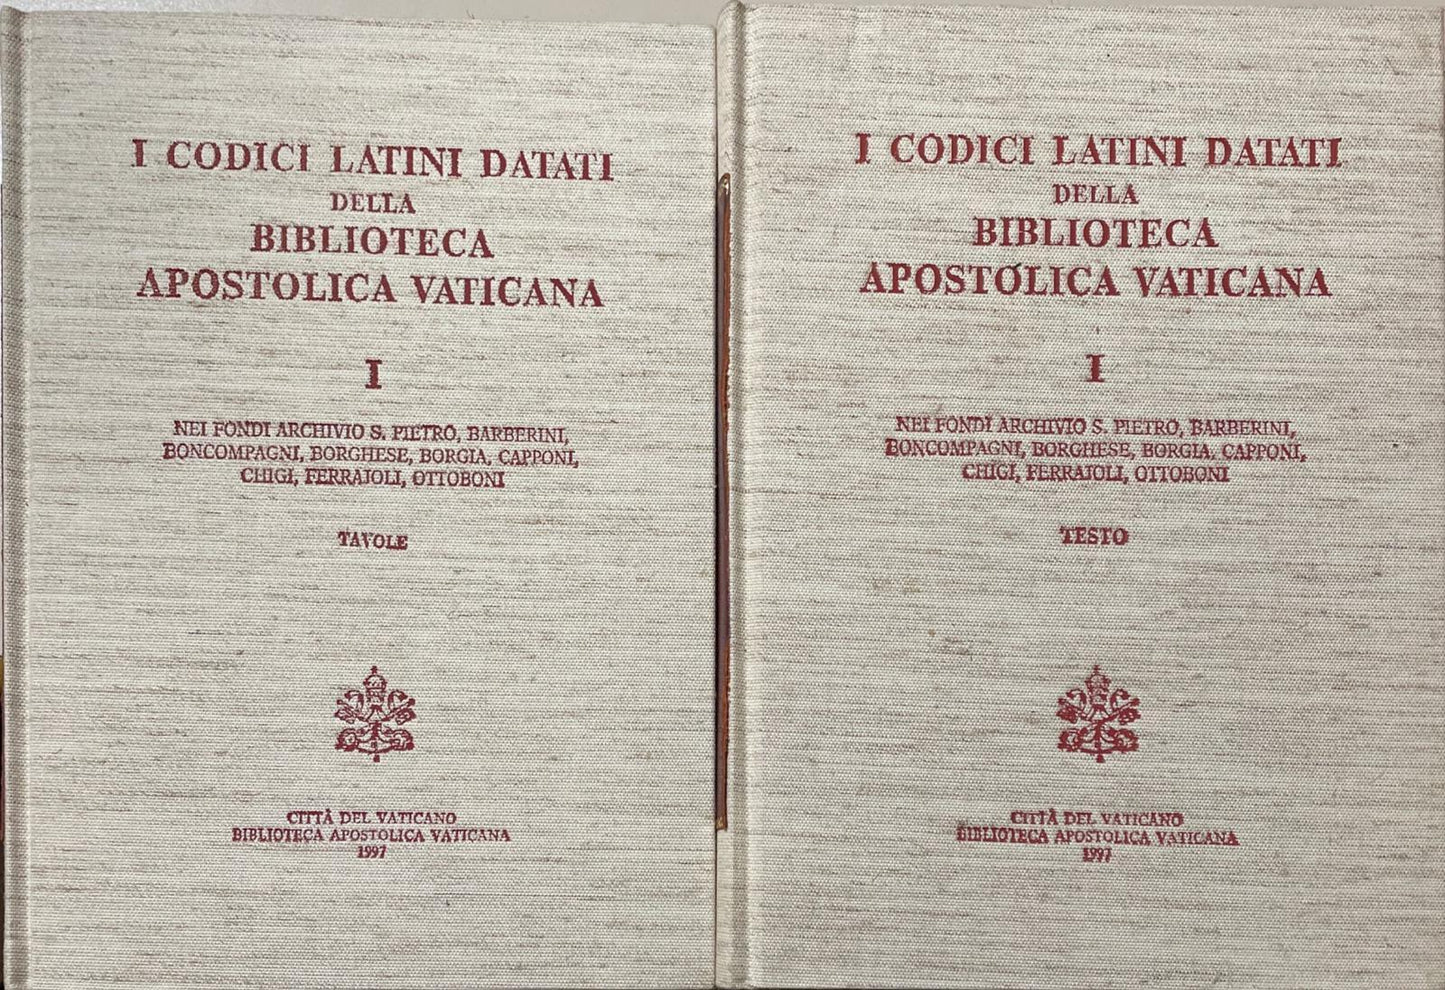 I CODICI LATINI DATATI
DELLA
BIBLIOTECA
APOSTOLICA VATICANA
I
NEI FONDI ARCHIVIO S. PIETRO, BARBERINI,
BONCOMPAGNI, BORGHESE, BORGIA, CAPPONI,
CHIGI, FERRAIOLI, OTTOBONI
TAVOLE
CITTÀ DEL VATICANO
BIBLIOTECA APOSTOLICA VATICANA
1997
I CODICI LATINI DATATI
DELLA
BIBLIOTECA
APOSTOLICA VATICANA
I
NEI FONDI ARCHIVIO S. PIETRO, BARBERINI,
BONCOMPAGNI, BORGHESE, BORGIA, CAPPONI,
CHIGI, FERRAIOLI, OTTOBONI
TESTO
CITTÀ DEL VATICANO
BIBLIOTECA APOSTOLICA VATICANA
1997